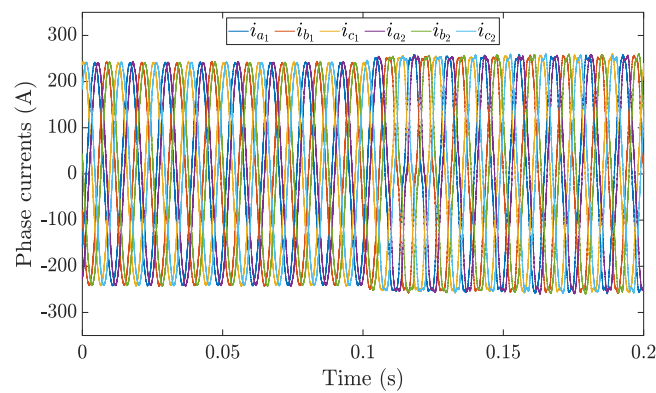 i_{a_1} i_{b_1} i_{c_1} i_{a_2} i_{b_2} i_{c_2}
300
200
100
0
-100
-200
-300
Phase currents (A)
0 0.05 0.1 0.15 0.2
Time (s)